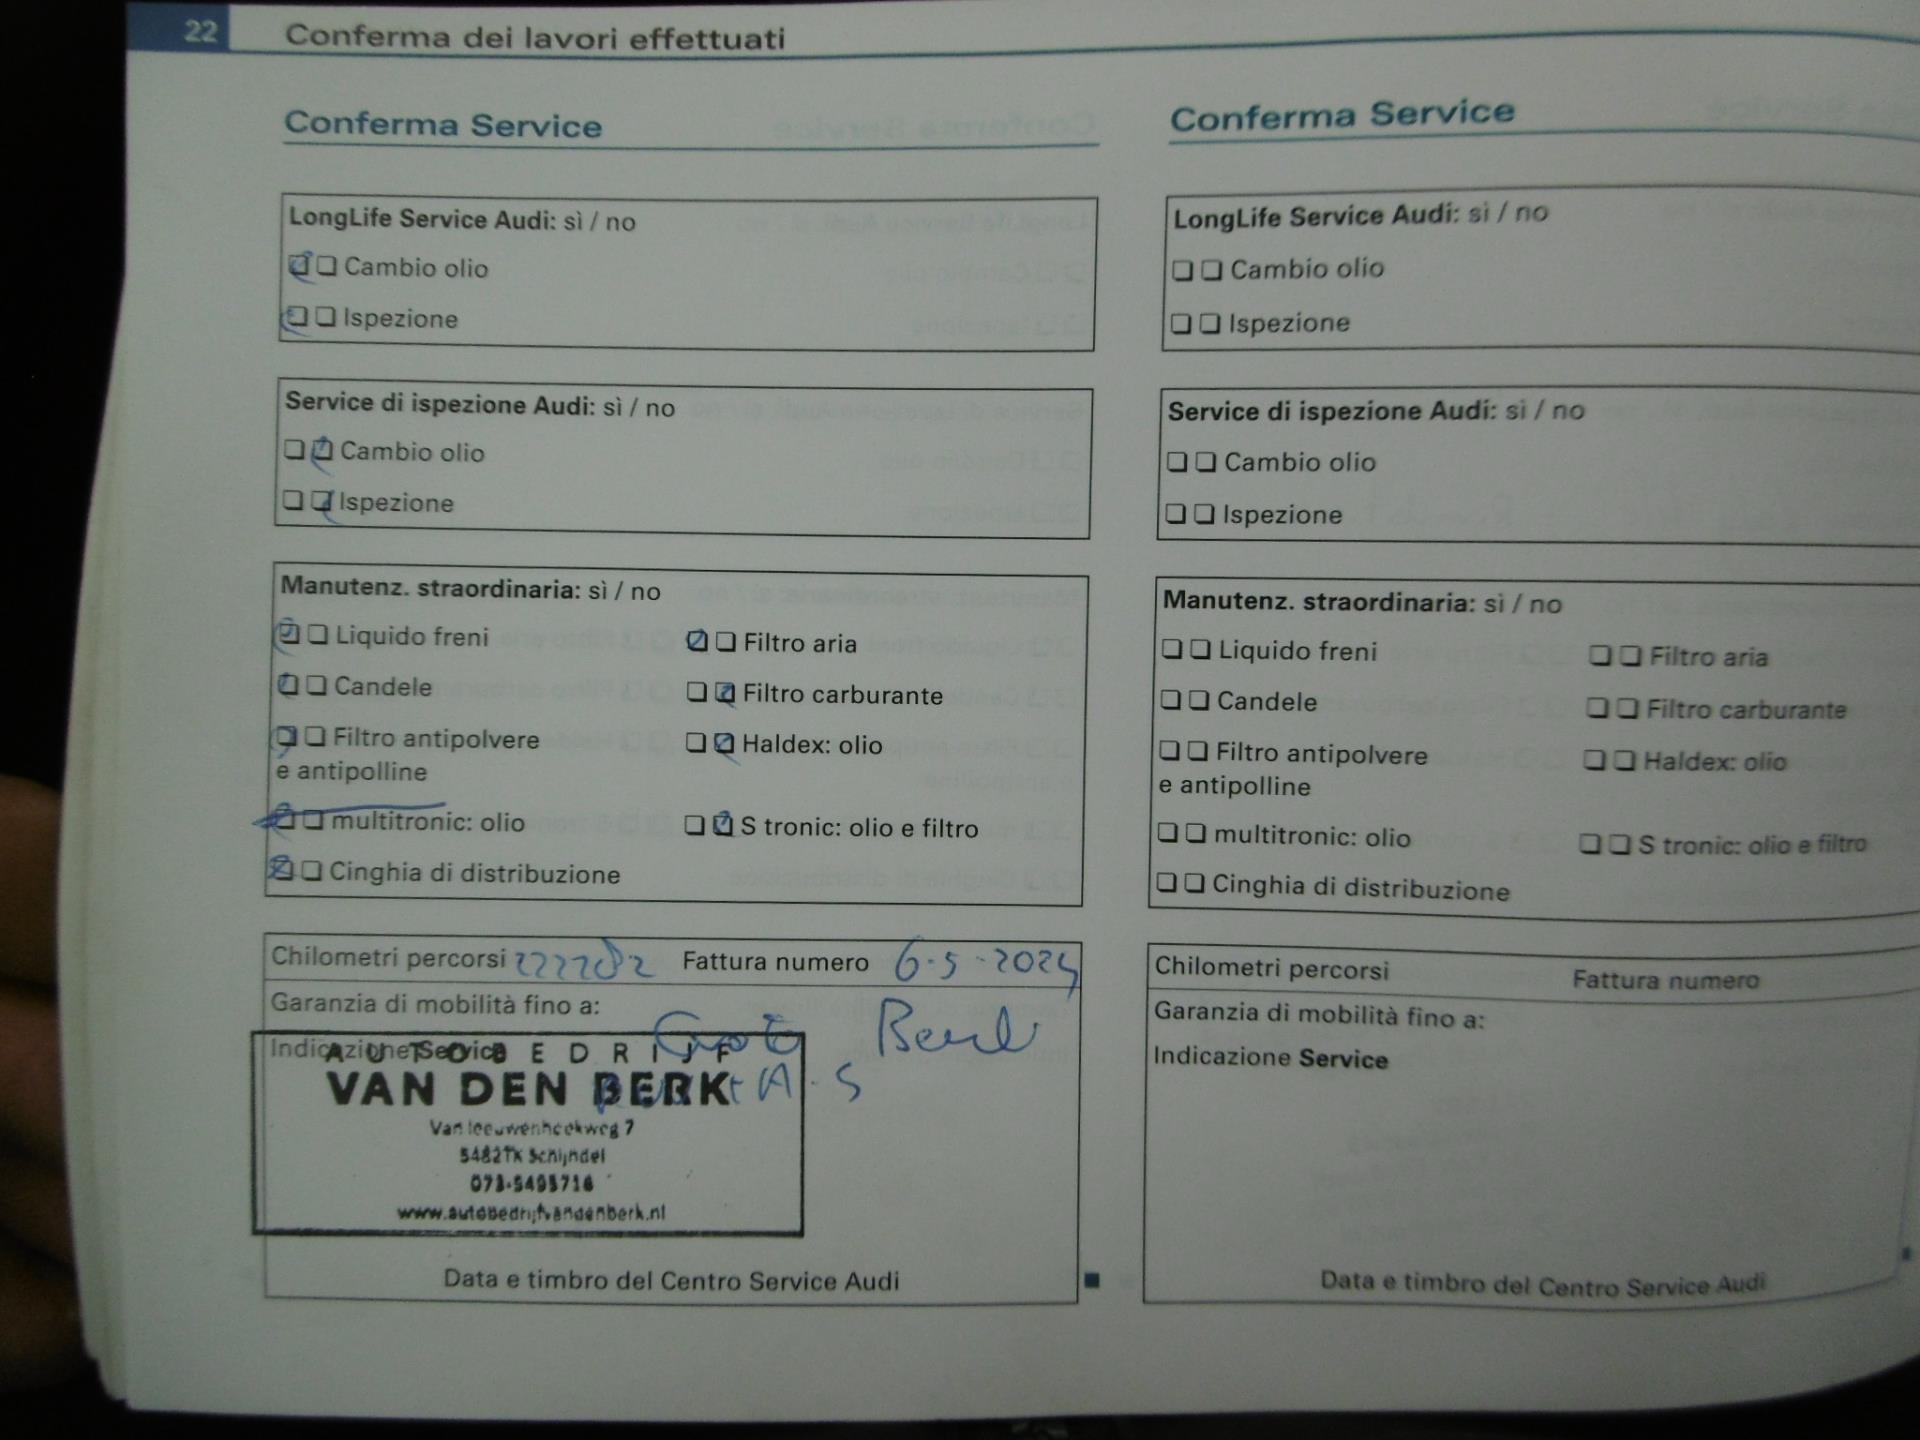 22 Conferma dei lavori effettuati
Conferma Service
LongLife Service Audi: sì / no
❏ ❏ Cambio olio
❏ ❏ Ispezione
Service di ispezione Audi: sì / no
❏ ❏ Cambio olio
❏ ❏ Ispezione
Manutenz. straordinaria: sì / no
❏ ❏ Liquido freni ❏ ❏ Filtro aria
❏ ❏ Candele ❏ ❏ Filtro carburante
❏ ❏ Filtro antipolvere ❏ ❏ Haldex: olio
e antipolline
❏ ❏ multitronic: olio ❏ ❏ S tronic: olio e filtro
❏ ❏ Cinghia di distribuzione
Chilometri percorsi 222282 Fattura numero 6-5-2024
Garanzia di mobilità fino a:
Indicazione Service
AUTOBEDRIJF
VAN DEN BERK
Van leeuwenhoekweg 7
5482TK Schijndel
www.autobedrijfvandenberk.nl
Data e timbro del Centro Service Audi
Conferma Service
LongLife Service Audi: sì / no
❏ ❏ Cambio olio
❏ ❏ Ispezione
Service di ispezione Audi: sì / no
❏ ❏ Cambio olio
❏ ❏ Ispezione
Manutenz. straordinaria: sì / no
❏ ❏ Liquido freni ❏ ❏ Filtro aria
❏ ❏ Candele ❏ ❏ Filtro carburante
❏ ❏ Filtro antipolvere ❏ ❏ Haldex: olio
e antipolline
❏ ❏ multitronic: olio ❏ ❏ S tronic: olio e filtro
❏ ❏ Cinghia di distribuzione
Chilometri percorsi Fattura numero
Garanzia di mobilità fino a:
Indicazione Service
Data e timbro del Centro Service Audi